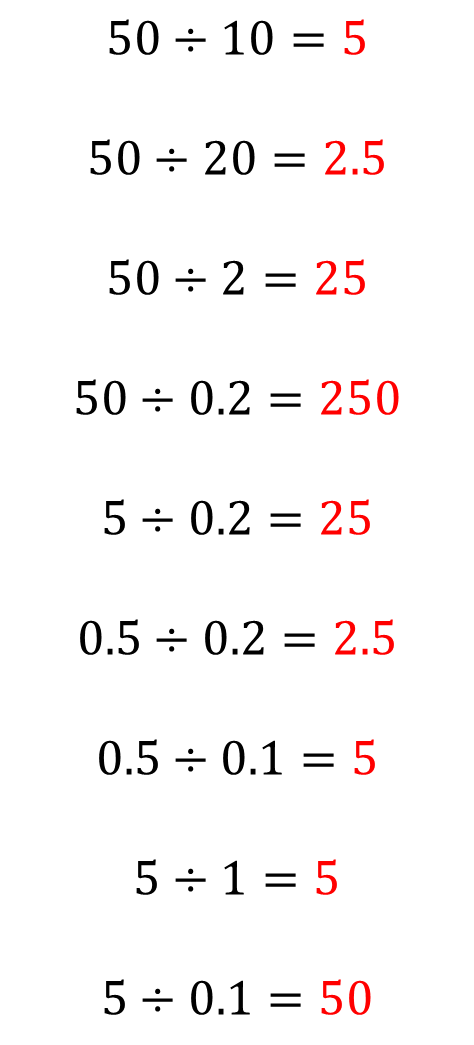 50 ÷ 10 = 5
50 ÷ 20 = 2.5
50 ÷ 2 = 25
50 ÷ 0.2 = 250
5 ÷ 0.2 = 25
0.5 ÷ 0.2 = 2.5
0.5 ÷ 0.1 = 5
5 ÷ 1 = 5
5 ÷ 0.1 = 50